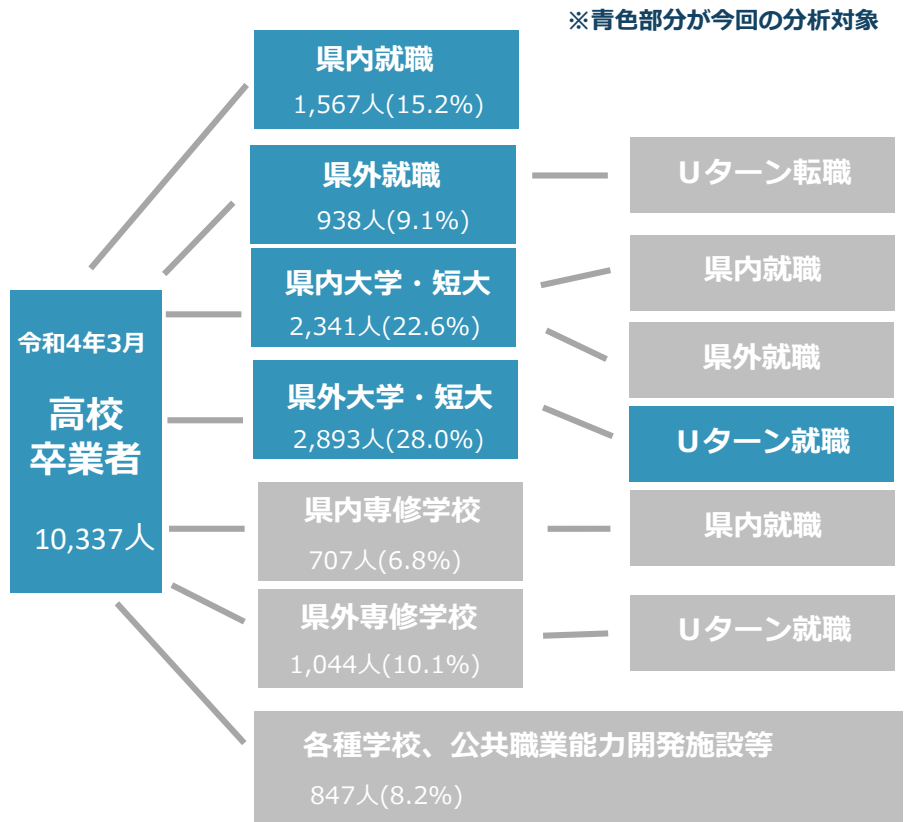 ※青色部分が今回の分析対象
令和4年3月
高校
卒業者
10,337人
県内就職
1,567人(15.2%)
県外就職
938人(9.1%)
県内大学・短大
2,341人(22.6%)
県外大学・短大
2,893人(28.0%)
県内専修学校
707人(6.8%)
県外専修学校
1,044人(10.1%)
各種学校、公共職業能力開発施設等
847人(8.2%)
Uターン転職
県内就職
県外就職
Uターン就職
県内就職
Uターン就職